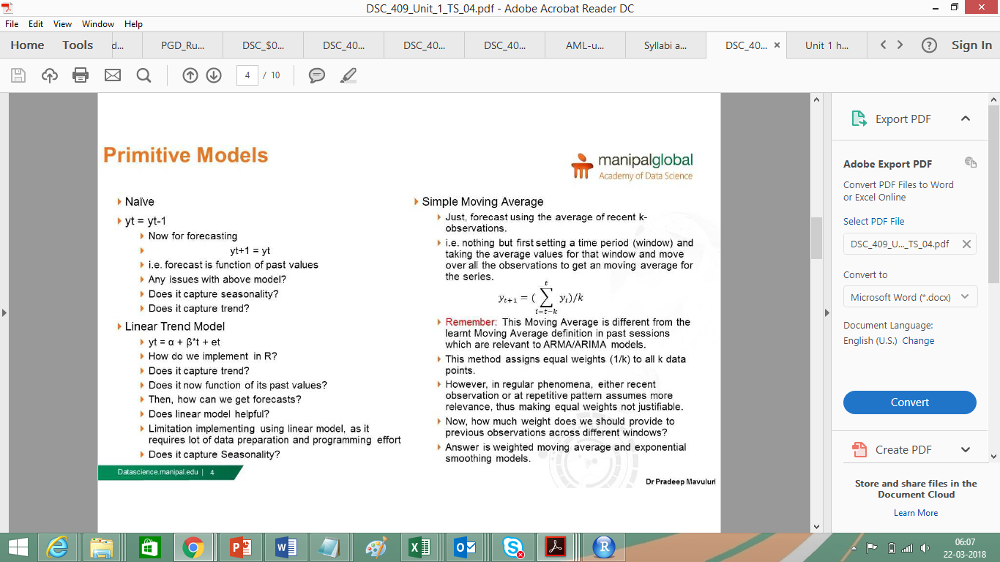 DSC_409_Unit_1_TS_04.pdf - Adobe Acrobat Reader DC
File Edit View Window Help
Home Tools d... PGD_Ru... DSC_$0... DSC_40... DSC_40... DSC_40... AML-u... Syllabi a... DSC_40... × Unit 1 h... Sign In
4 / 10
Primitive Models
manipalglobal
Academy of Data Science
Naïve
yt = yt-1
Now for forecasting
yt+1 = yt
i.e. forecast is function of past values
Any issues with above model?
Does it capture seasonality?
Does it capture trend?
Linear Trend Model
yt = α + β*t + et
How do we implement in R?
Does it capture trend?
Does it now function of its past values?
Then, how can we get forecasts?
Does linear model helpful?
Limitation implementing using linear model, as it
requires lot of data preparation and programming effort
Does it capture Seasonality?
Simple Moving Average
Just, forecast using the average of recent k-
observations.
i.e. nothing but first setting a time period (window) and
taking the average values for that window and move
over all the observations to get an moving average for
the series.
y_{t+1} = ( ∑_{i=t-k}^{t} y_i)/k
Remember: This Moving Average is different from the
learnt Moving Average definition in past sessions
which are relevant to ARMA/ARIMA models.
This method assigns equal weights (1/k) to all k data
points.
However, in regular phenomena, either recent
observation or at repetitive pattern assumes more
relevance, thus making equal weights not justifiable.
Now, how much weight does we should provide to
previous observations across different windows?
Answer is weighted moving average and exponential
smoothing models.
Datascience.manipal.edu | 4
Dr Pradeep Mavuluri
Export PDF
Adobe Export PDF
Convert PDF Files to Word
or Excel Online
Select PDF File
DSC_409_U..._TS_04.pdf
Convert to
Microsoft Word (*.docx)
Document Language:
English (U.S.) Change
Convert
Create PDF
Store and share files in the
Document Cloud
Learn More
06:07
22-03-2018